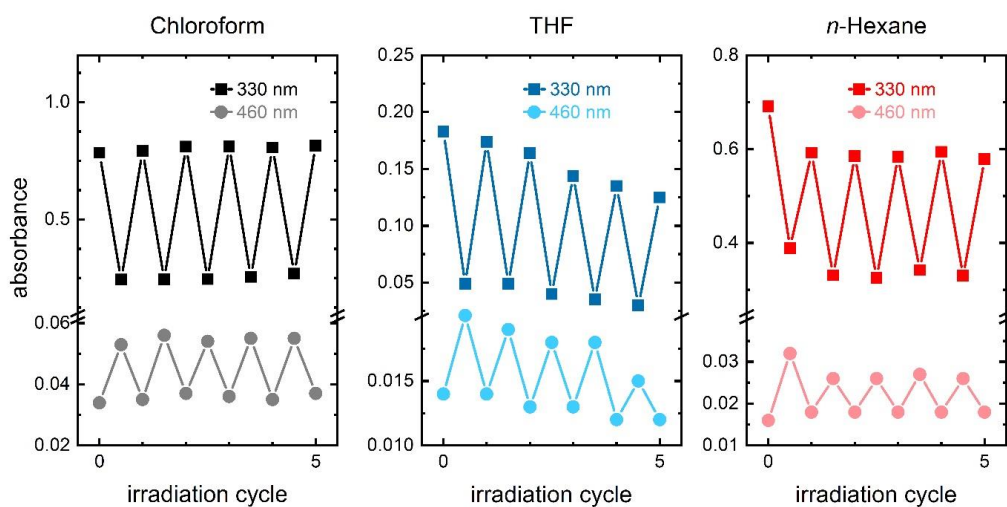 Chloroform
THF
n-Hexane
absorbance
1.0
0.5
0.06
0.04
0.02
330 nm
460 nm
0
5
irradiation cycle
0.25
0.20
0.15
0.10
0.05
0.015
0.010
330 nm
460 nm
0
5
irradiation cycle
0.8
0.6
0.4
0.03
0.02
0.01
330 nm
460 nm
0
5
irradiation cycle